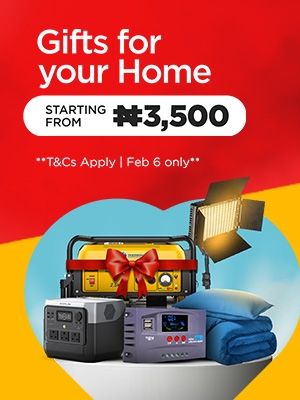 Gifts for
your Home
STARTING
FROM
₦3,500
**T&Cs Apply | Feb 6 only**